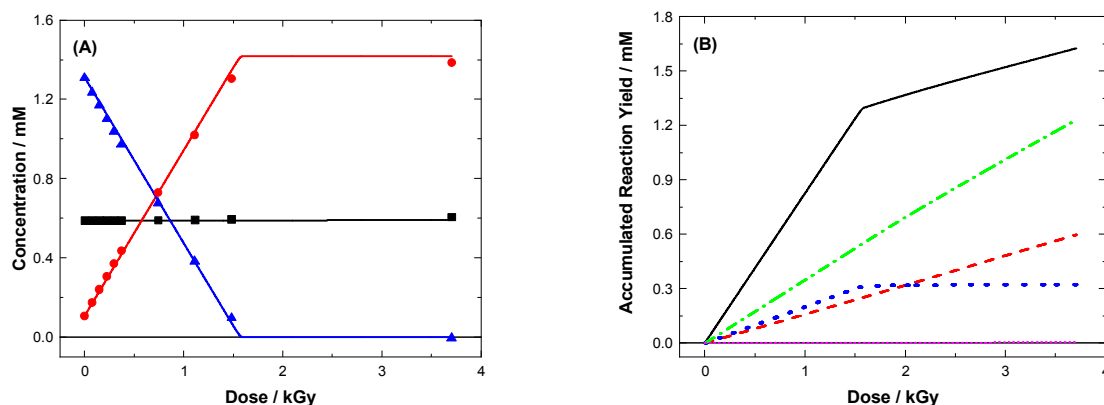 (A)
Concentration / mM
1.6
1.2
0.8
0.4
0.0
0 1 2 3 4
Dose / kGy
(B)
Accumulated Reaction Yield / mM
1.5
1.2
0.9
0.6
0.3
0.0
0 1 2 3 4
Dose / kGy